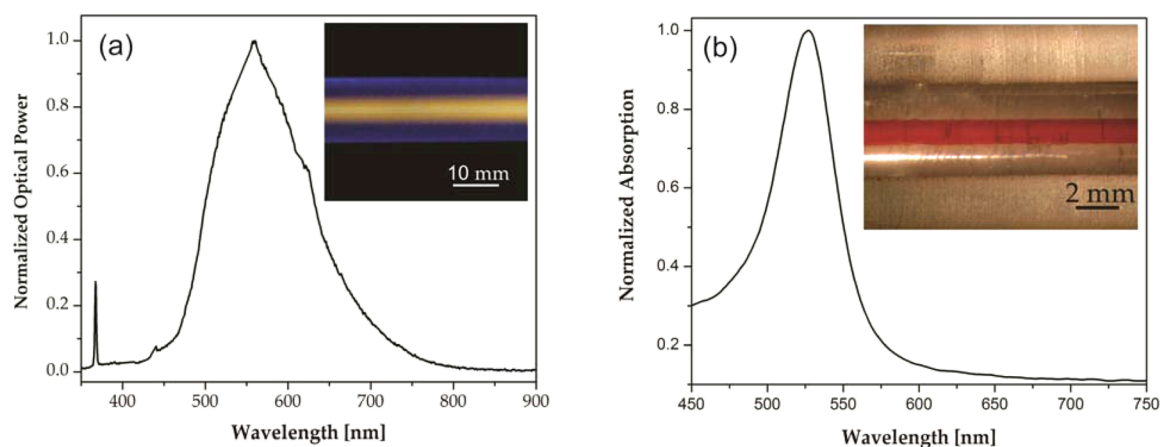 (a)
10 mm
Normalized Optical Power
1.0
0.8
0.6
0.4
0.2
0.0
400 500 600 700 800 900
Wavelength [nm]
(b)
2 mm
Normalized Absorption
1.0
0.8
0.6
0.4
0.2
450 500 550 600 650 700 750
Wavelength [nm]